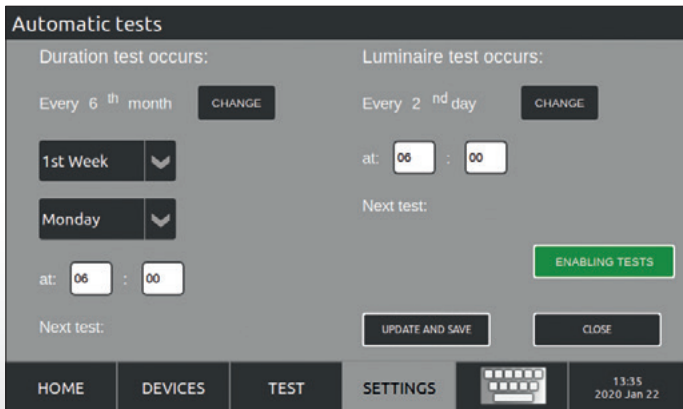 Automatic tests
Duration test occurs:
Every 6 th month CHANGE
1st Week
Monday
at: 06 : 00
Next test:
Luminaire test occurs:
Every 2 nd day CHANGE
at: 06 : 00
Next test:
ENABLING TESTS
UPDATE AND SAVE CLOSE
HOME DEVICES TEST SETTINGS 13:35
2020 Jan 22